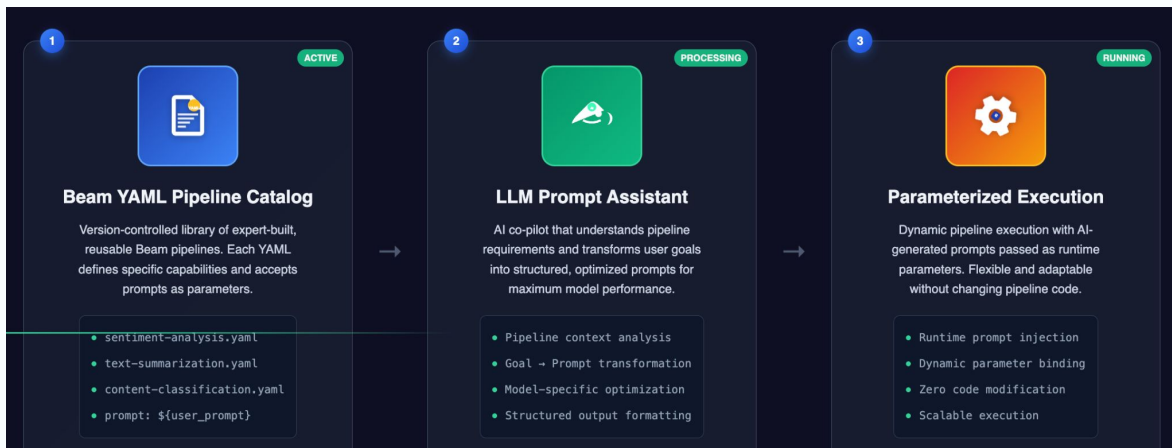 1
ACTIVE
Beam YAML Pipeline Catalog
Version-controlled library of expert-built,
reusable Beam pipelines. Each YAML
defines specific capabilities and accepts
prompts as parameters.
sentiment-analysis.yaml
text-summarization.yaml
content-classification.yaml
prompt: ${user_prompt}
→
2
PROCESSING
LLM Prompt Assistant
AI co-pilot that understands pipeline
requirements and transforms user goals
into structured, optimized prompts for
maximum model performance.
Pipeline context analysis
Goal → Prompt transformation
Model-specific optimization
Structured output formatting
→
3
RUNNING
Parameterized Execution
Dynamic pipeline execution with AI-
generated prompts passed as runtime
parameters. Flexible and adaptable
without changing pipeline code.
Runtime prompt injection
Dynamic parameter binding
Zero code modification
Scalable execution